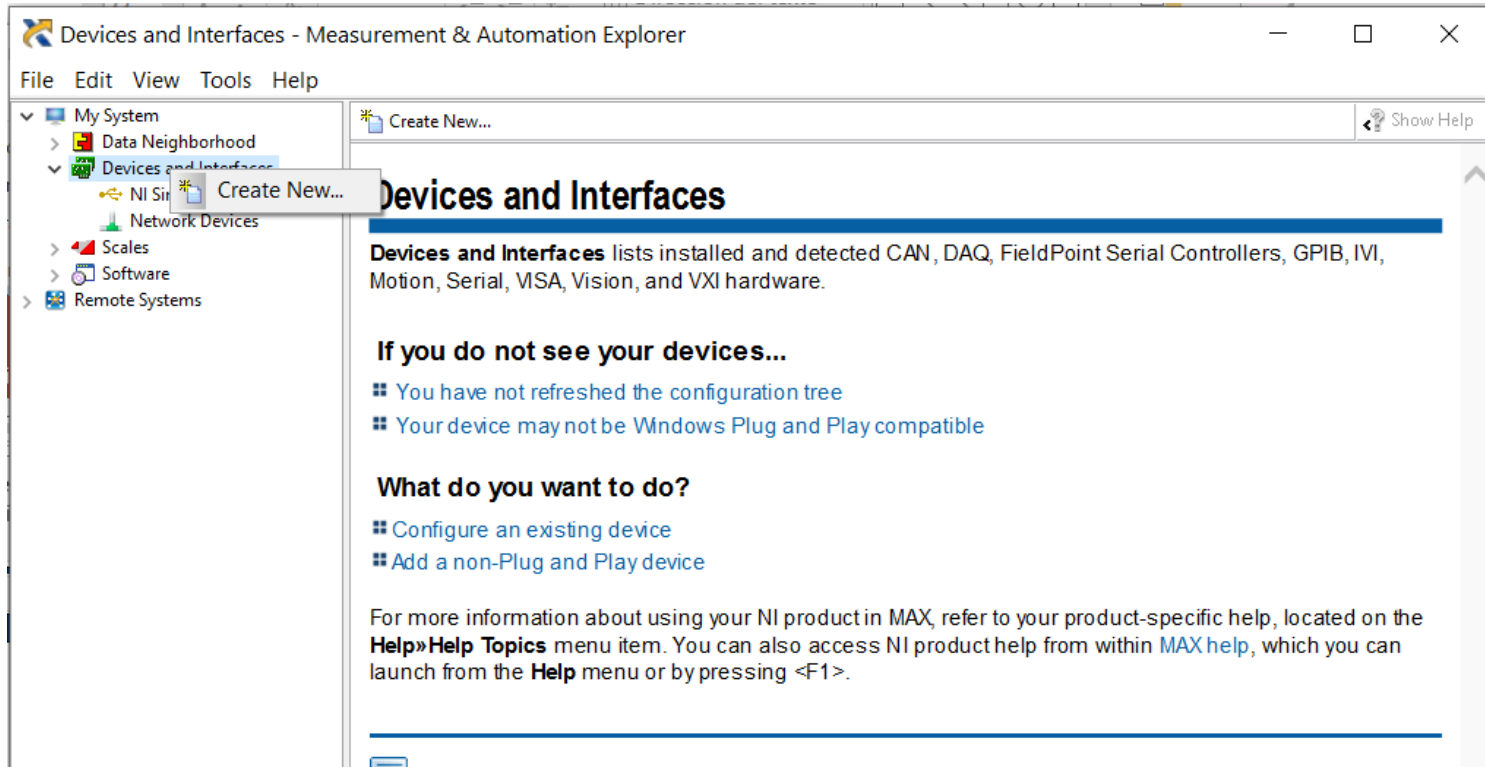 Devices and Interfaces - Measurement & Automation Explorer
File Edit View Tools Help
My System
Data Neighborhood
Devices and Interfaces
Create New...
NI
Network Devices
Scales
Software
Remote Systems
Create New...
Show Help
Devices and Interfaces
Devices and Interfaces lists installed and detected CAN, DAQ, FieldPoint Serial Controllers, GPIB, IVI,
Motion, Serial, VISA, Vision, and VXI hardware.
If you do not see your devices...
You have not refreshed the configuration tree
Your device may not be Windows Plug and Play compatible
What do you want to do?
Configure an existing device
Add a non-Plug and Play device
For more information about using your NI product in MAX, refer to your product-specific help, located on the
Help»Help Topics menu item. You can also access NI product help from within MAX help, which you can
launch from the Help menu or by pressing <F1>.